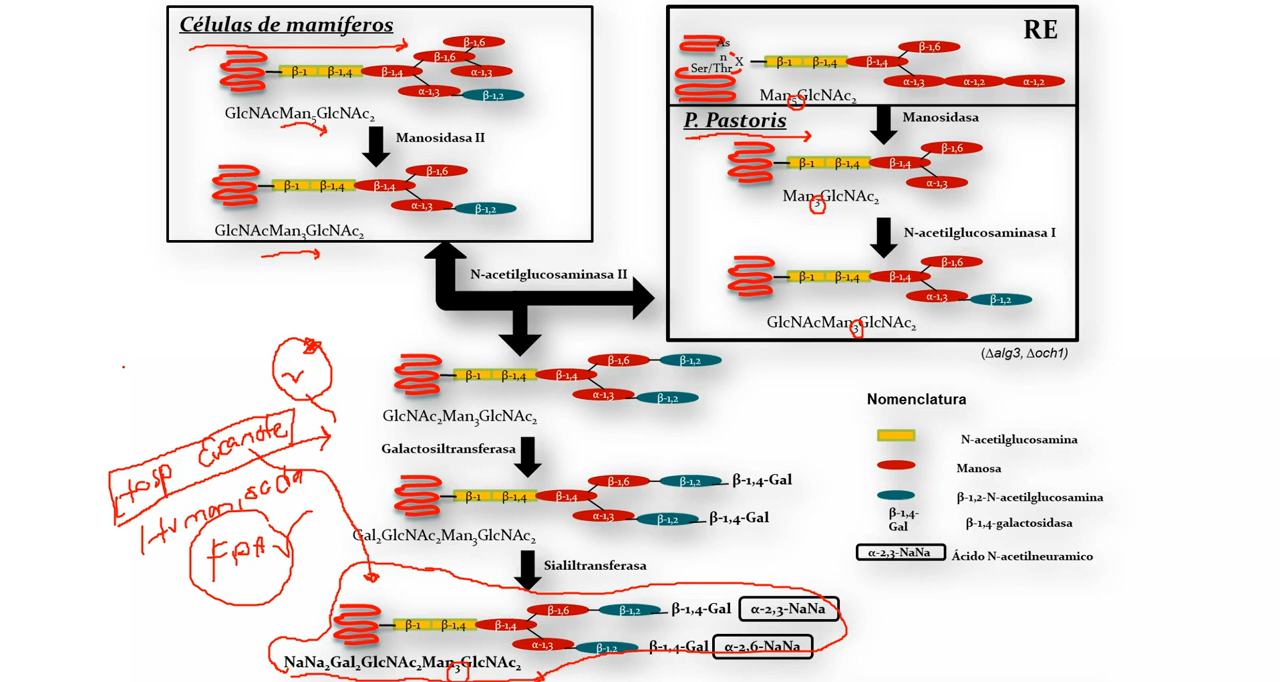 Células de mamíferos
β-1 β-1,4 β-1,4 β-1,6 β-1,6 α-1,3 α-1,3 β-1,2
GlcNAcMan₅GlcNAc₂
Manosidasa II
β-1 β-1,4 β-1,4 β-1,6 α-1,3 β-1,2
GlcNAcMan₃GlcNAc₂
RE
As
n
Ser/Thr X
β-1 β-1,4 β-1,4 β-1,6 α-1,3 α-1,2 α-1,2
Man₅GlcNAc₂
P. Pastoris
Manosidasa
β-1 β-1,4 β-1,4 β-1,6 α-1,3
Man₃GlcNAc₂
N-acetilglucosaminasa I
β-1 β-1,4 β-1,4 β-1,6 α-1,3 β-1,2
GlcNAcMan₃GlcNAc₂
(Δalg3, Δoch1)
N-acetilglucosaminasa II
β-1 β-1,4 β-1,4 β-1,6 β-1,2 α-1,3 β-1,2
GlcNAc₂Man₃GlcNAc₂
Galactosiltransferasa
β-1 β-1,4 β-1,4 β-1,6 β-1,2 β-1,4-Gal
α-1,3 β-1,2 β-1,4-Gal
Gal₂GlcNAc₂Man₃GlcNAc₂
Sialiltransferasa
β-1 β-1,4 β-1,4 β-1,6 β-1,2 β-1,4-Gal α-2,3-NaNa
α-1,3 β-1,2 β-1,4-Gal α-2,6-NaNa
NaNa₂Gal₂GlcNAc₂Man₃GlcNAc₂
Humanisada
FDA
Nomenclatura
N-acetilglucosamina
Manosa
β-1,2-N-acetilglucosamina
β-1,4-
Gal
β-1,4-galactosidasa
α-2,3-NaNa Ácido N-acetilneuramico